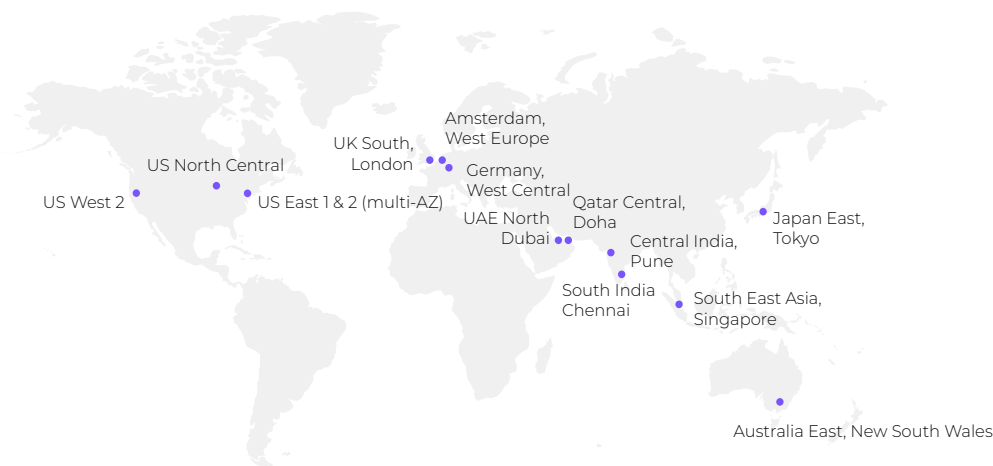 Amsterdam,
West Europe
UK South,
London
US North Central
Germany,
West Central
US West 2
US East 1 & 2 (multi-AZ)
Qatar Central,
Doha
UAE North
Dubai
Japan East,
Tokyo
Central India,
Pune
South India
Chennai
South East Asia,
Singapore
Australia East, New South Wales